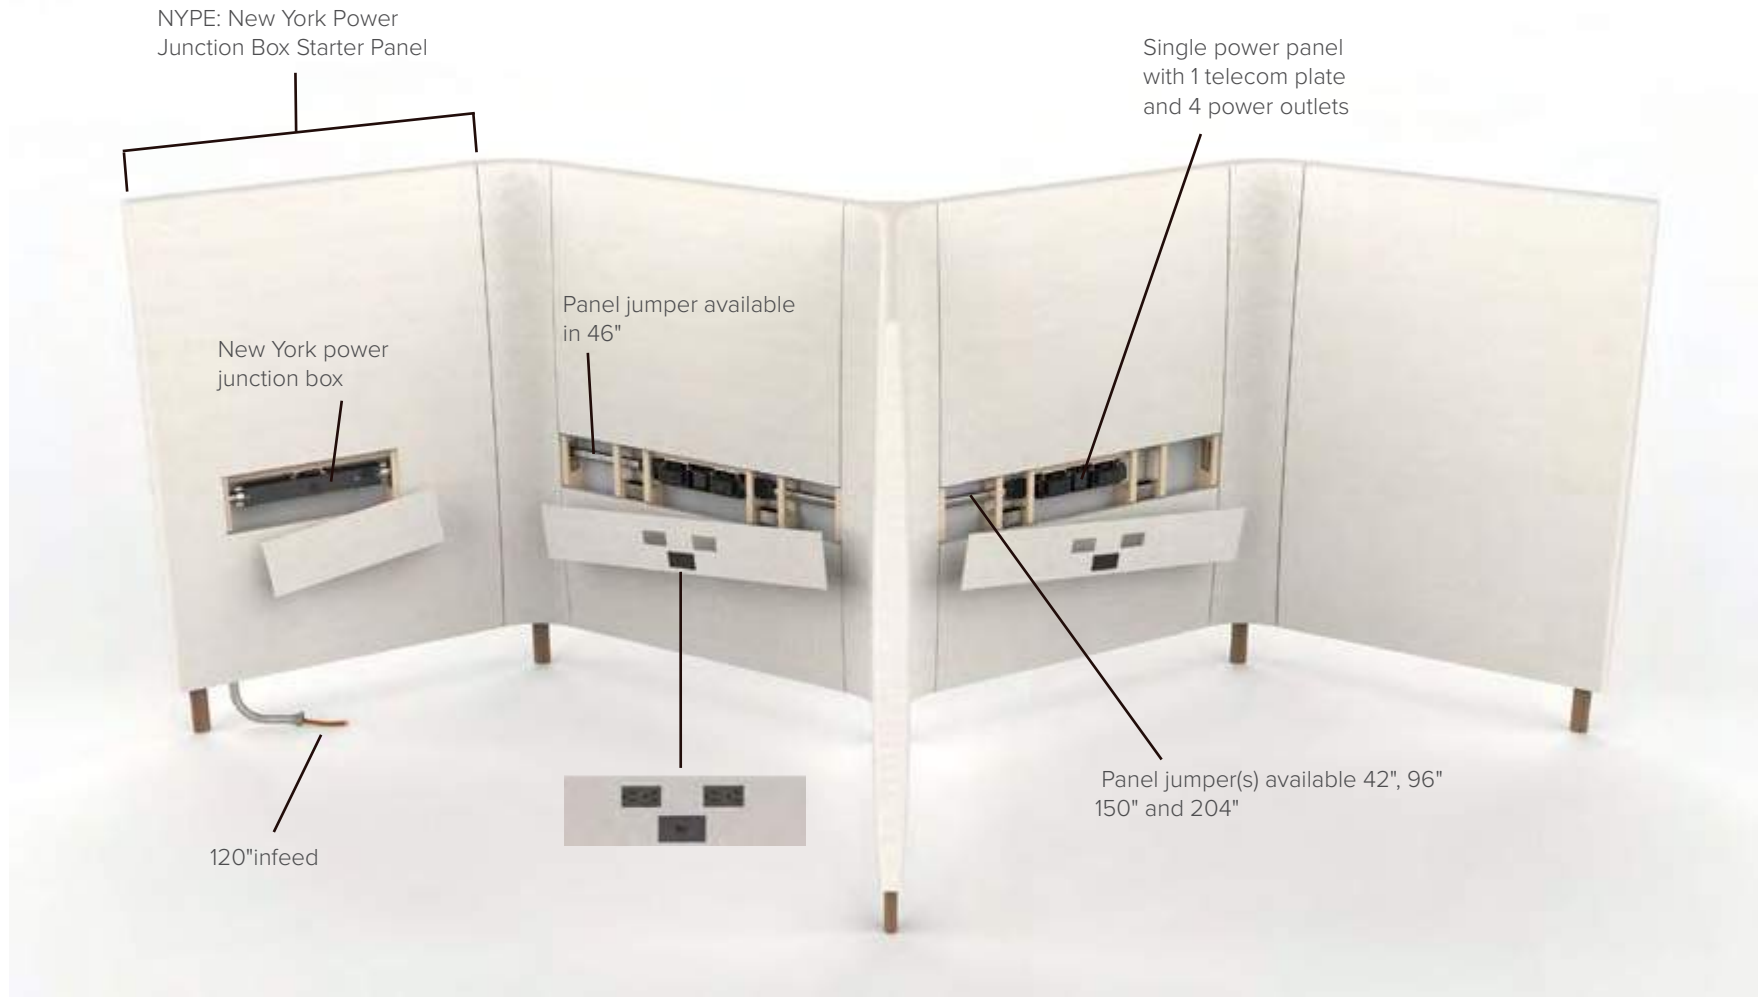 NYPE: New York Power
Junction Box Starter Panel
Single power panel
with 1 telecom plate
and 4 power outlets
Panel jumper available
in 46"
New York power
junction box
Panel jumper(s) available 42", 96"
150" and 204"
120"infeed